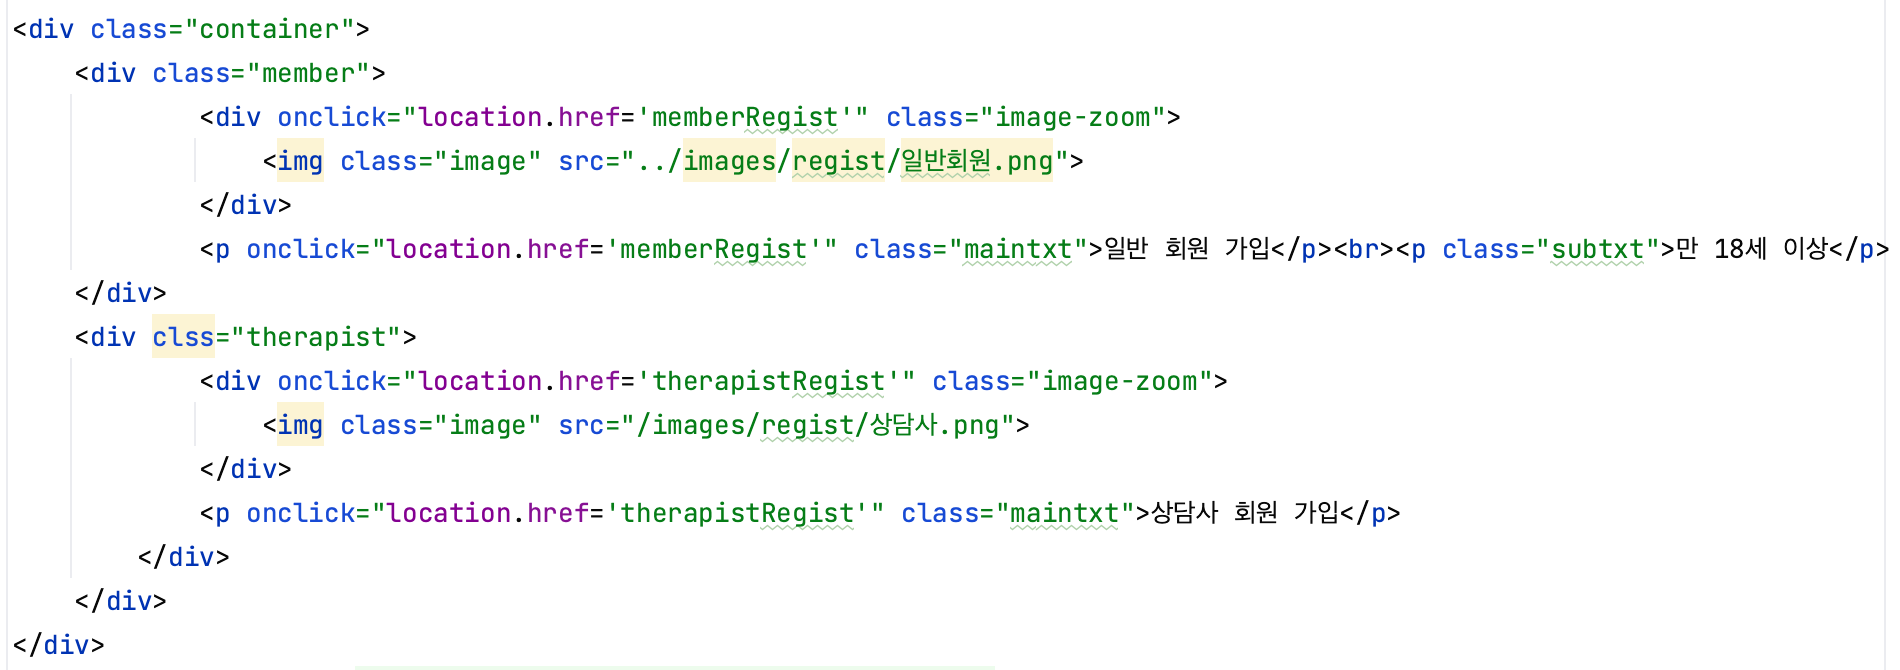 <div class="container">
<div class="member">
<div onclick="location.href='memberRegist'" class="image-zoom">
<img class="image" src="../images/regist/일반회원.png">
</div>
<p onclick="location.href='memberRegist'" class="maintxt">일반 회원 가입</p><br><p class="subtxt">만 18세 이상</p>
</div>
<div clss="therapist">
<div onclick="location.href='therapistRegist'" class="image-zoom">
<img class="image" src="/images/regist/상담사.png">
</div>
<p onclick="location.href='therapistRegist'" class="maintxt">상담사 회원 가입</p>
</div>
</div>
</div>